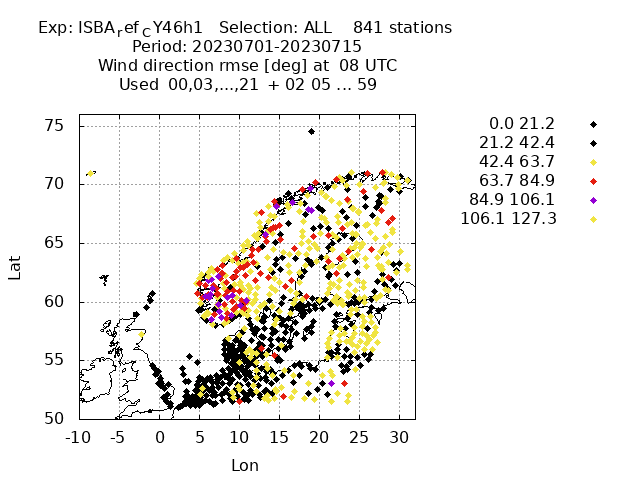 Exp: ISBArefCY46h1 Selection: ALL 841 stations
Period: 20230701-20230715
Wind direction rmse [deg] at 08 UTC
Used 00,03,...,21 + 02 05 ... 59
0.0 21.2
21.2 42.4
42.4 63.7
63.7 84.9
84.9 106.1
106.1 127.3
75
70
65
60
55
50
Lat
-10 -5 0 5 10 15 20 25 30
Lon